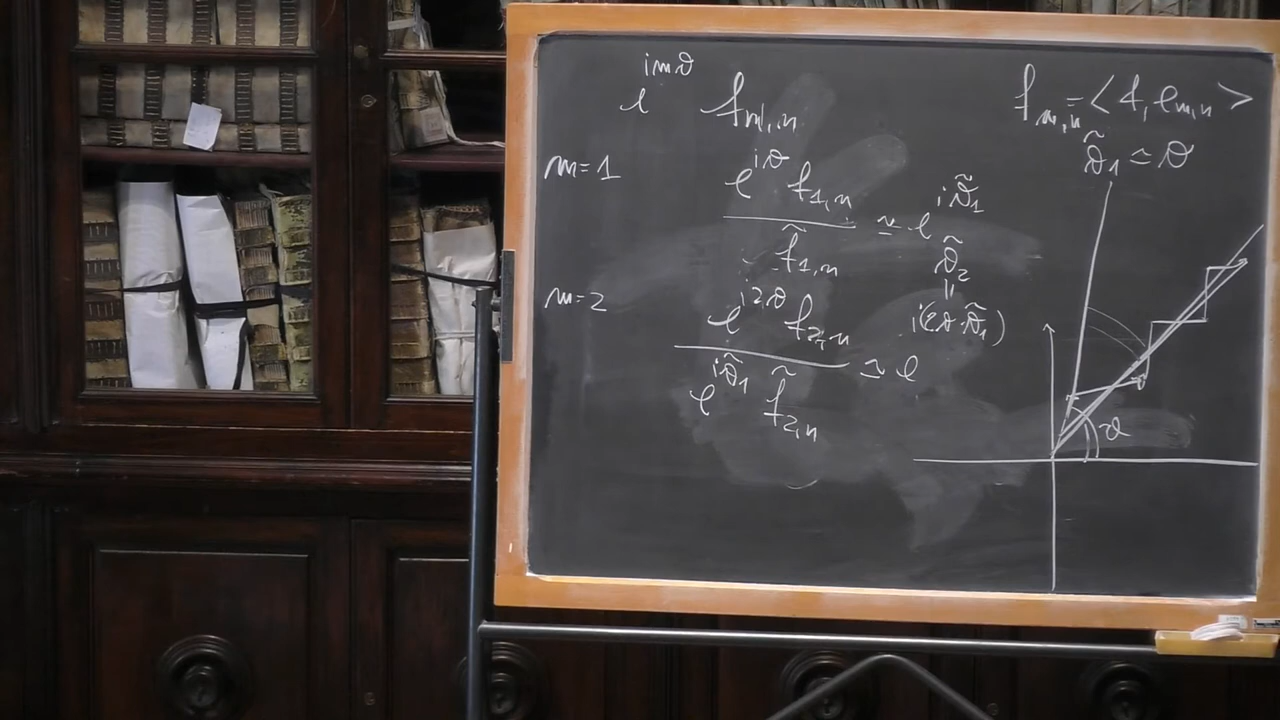 e^{imϑ} f_{m,n}
f_{m,n} = <f, e_{m,n}>
ϑ̃_1 ≃ ϑ
m=1
e^{iϑ} f_{1,n} / f̃_{1,n} ≃ e^{iϑ̃_1}
m=2
e^{i2ϑ} f_{2,n} / e^{iϑ̃_1} f̃_{2,n} ≃ e^{i(2ϑ-ϑ̃_1)}
ϑ̃_2
=
ϑ